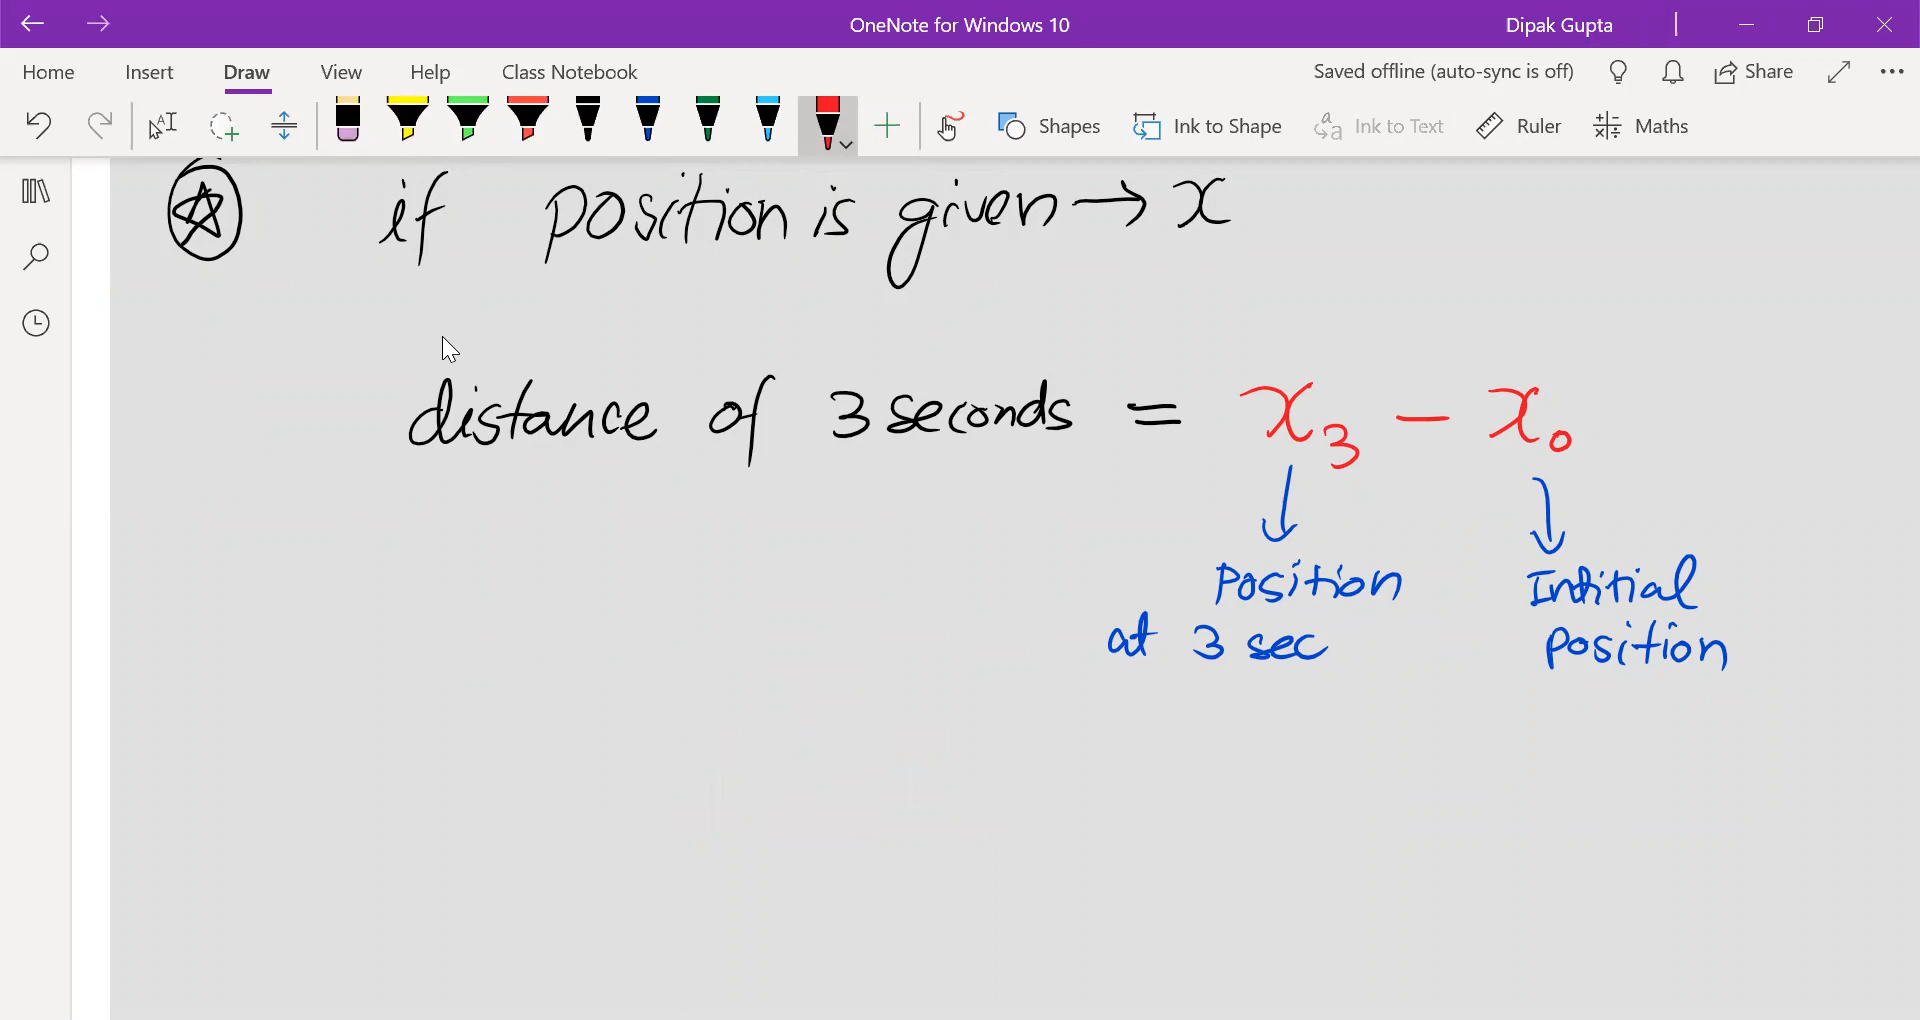 OneNote for Windows 10
Dipak Gupta
Home Insert Draw View Help Class Notebook
Saved offline (auto-sync is off) Share
Shapes Ink to Shape Ink to Text Ruler Maths
if position is given → x
distance of 3 seconds = x₃ − x₀
Position Intitial
at 3 sec position